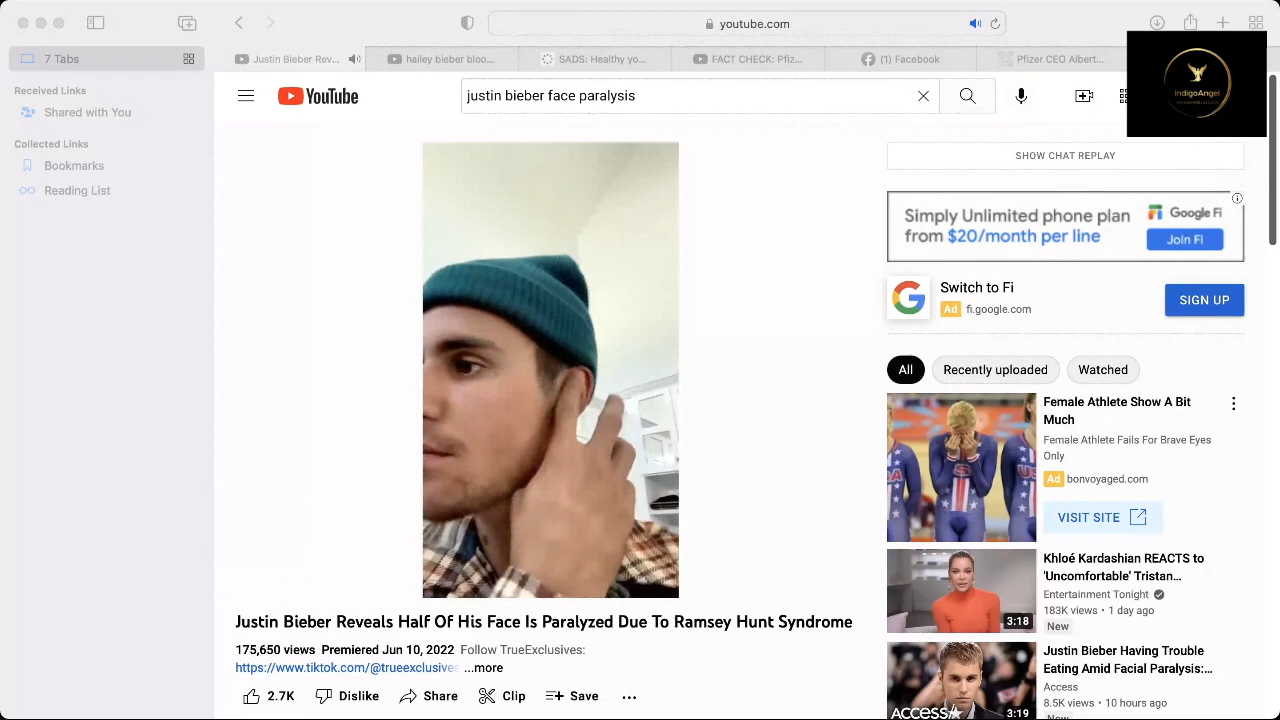 youtube.com
7 Tabs
Justin Bieber Rev...
hailey bieber bloo...
SADS: Healthy yo...
FACT CHECK: Pfiz...
(1) Facebook
Pfizer CEO Albert...
Received Links
Shared with You
Collected Links
Bookmarks
Reading List
YouTube
justin bieber face paralysis
IndigoAngel
SHOW CHAT REPLAY
Simply Unlimited phone plan
from $20/month per line
Google Fi
Join Fi
Switch to Fi
Ad fi.google.com
SIGN UP
All
Recently uploaded
Watched
Female Athlete Show A Bit
Much
Female Athlete Fails For Brave Eyes
Only
Ad bonvoyaged.com
VISIT SITE
Khloé Kardashian REACTS to
'Uncomfortable' Tristan...
Entertainment Tonight
183K views • 1 day ago
New
3:18
Justin Bieber Having Trouble
Eating Amid Facial Paralysis:...
Access
8.5K views • 10 hours ago
New
ACCESS
3:19
Justin Bieber Reveals Half Of His Face Is Paralyzed Due To Ramsey Hunt Syndrome
175,650 views Premiered Jun 10, 2022 Follow TrueExclusives:
https://www.tiktok.com/@trueexclusives ...more
2.7K
Dislike
Share
Clip
Save